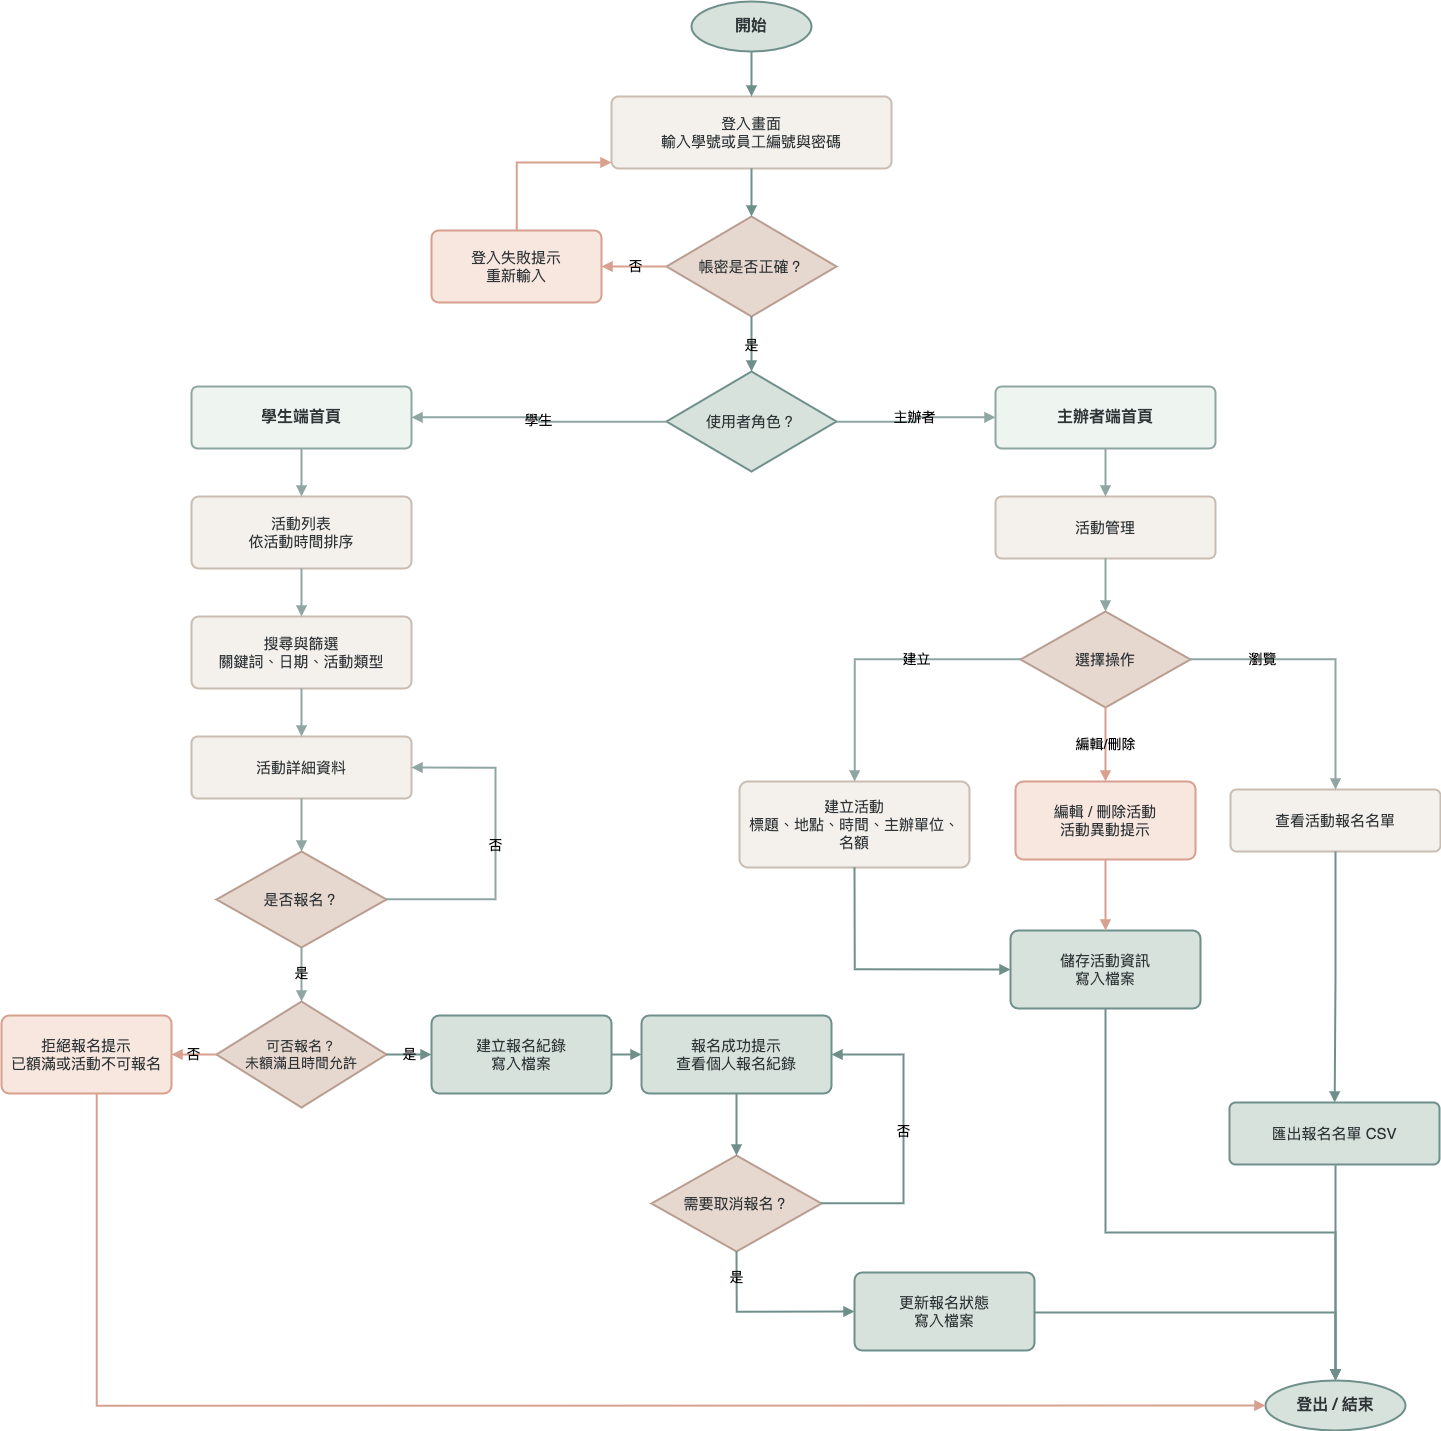 開始
登入畫面
輸入學號或員工編號與密碼
帳密是否正確？
否
登入失敗提示
重新輸入
是
使用者角色？
學生
主辦者
學生端首頁
主辦者端首頁
活動列表
依活動時間排序
活動管理
搜尋與篩選
關鍵詞、日期、活動類型
選擇操作
建立
瀏覽
編輯/刪除
活動詳細資料
建立活動
標題、地點、時間、主辦單位、
名額
編輯 / 刪除活動
活動異動提示
查看活動報名名單
否
是否報名？
是
儲存活動資訊
寫入檔案
拒絕報名提示
已額滿或活動不可報名
否
可否報名？
未額滿且時間允許
是
建立報名紀錄
寫入檔案
報名成功提示
查看個人報名紀錄
否
匯出報名名單 CSV
需要取消報名？
是
更新報名狀態
寫入檔案
登出 / 結束